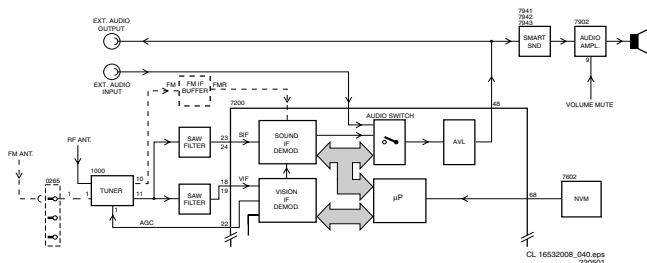 EXT. AUDIO
OUTPUT
EXT. AUDIO
INPUT
7941
7942
7943
SMART
SND
7902
AUDIO
AMPL.
9
VOLUME MUTE
FM
FM IF
BUFFER
FMR
7200
48
AUDIO SWITCH
RF ANT.
FM ANT.
0265
1
1
1000
TUNER
10
11
1
AGC
SAW
FILTER
23
24
SIF
SOUND
IF
DEMOD.
AVL
SAW
FILTER
18
19
VIF
VISION
IF
DEMOD.
22
µP
68
7602
NVM
CL 16532008_040.eps
220501